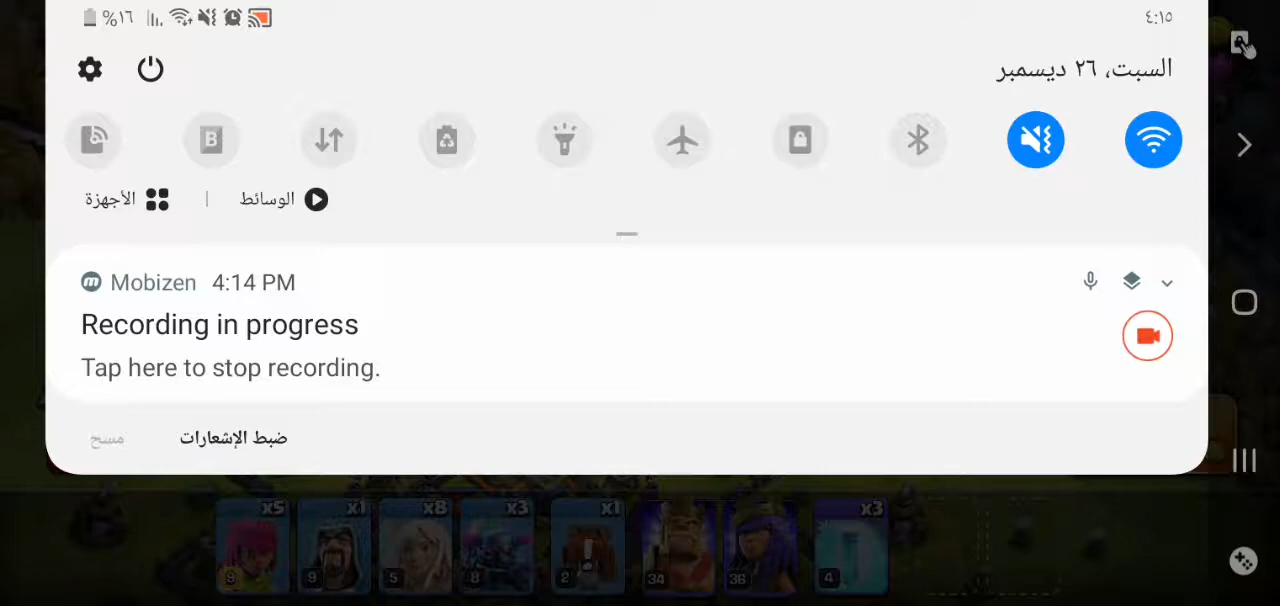 ٤:١٥
%١٦
السبت، ٢٦ ديسمبر
B
الوسائط | الأجهزة
Mobizen 4:14 PM
Recording in progress
Tap here to stop recording.
ضبط الإشعارات
مسح
x5 x1 x8 x3 x1 x3
9 9 5 8 2 34 36 4